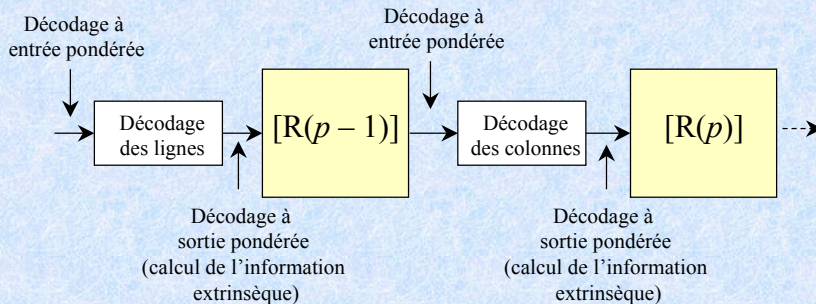 Décodage à
entrée pondérée
Décodage
des lignes
[R(p – 1)]
Décodage à
sortie pondérée
(calcul de l’information
extrinsèque)
Décodage à
entrée pondérée
Décodage
des colonnes
[R(p)]
Décodage à
sortie pondérée
(calcul de l’information
extrinsèque)